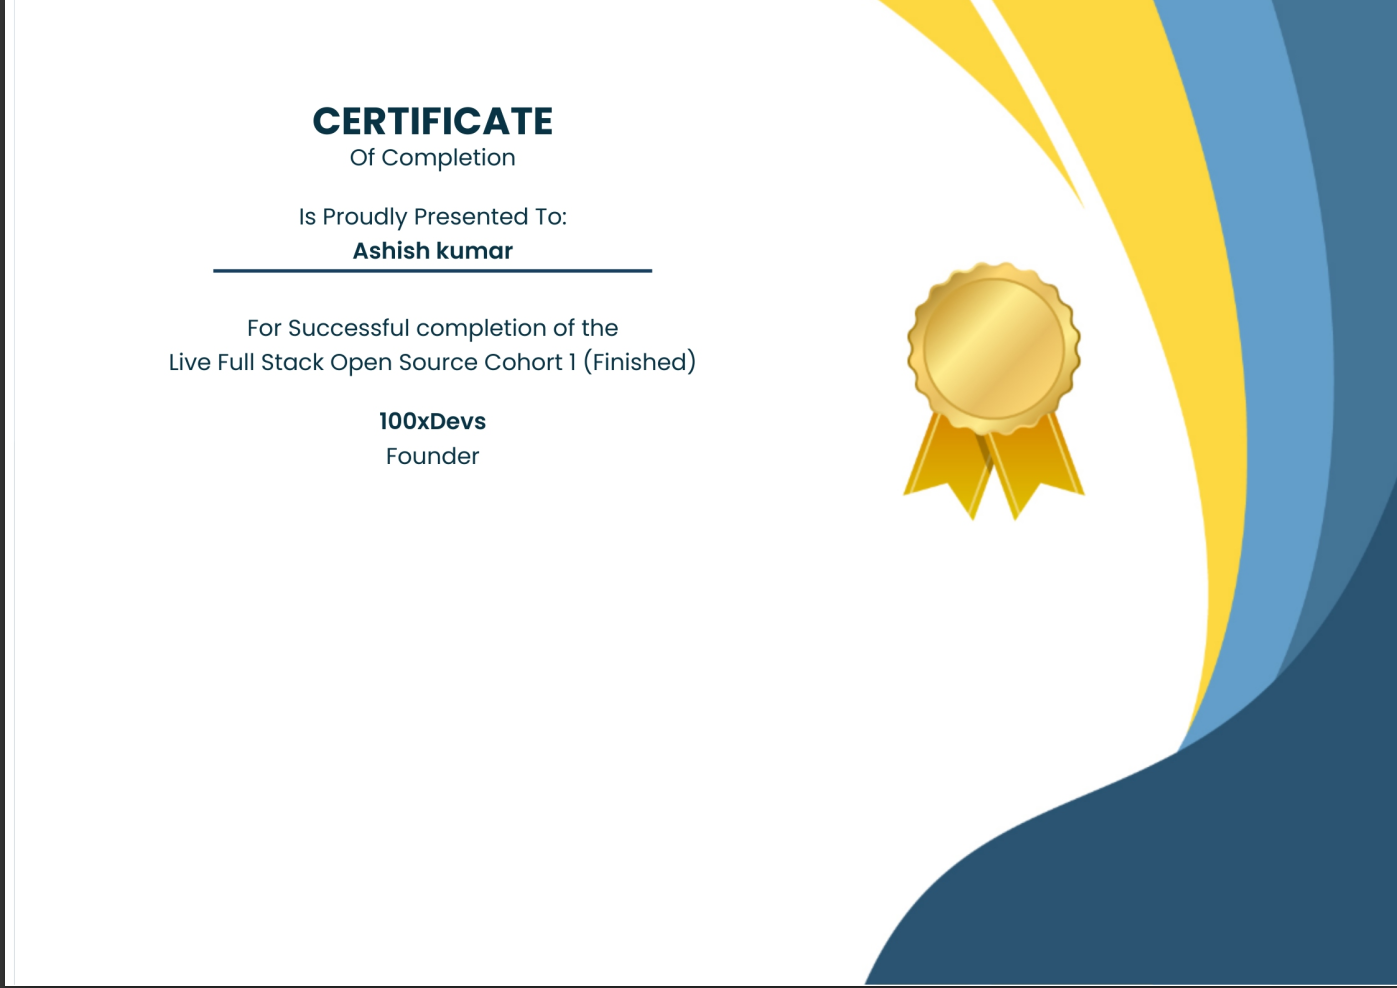 CERTIFICATE
Of Completion
Is Proudly Presented To:
Ashish kumar
For Successful completion of the
Live Full Stack Open Source Cohort 1 (Finished)
100xDevs
Founder